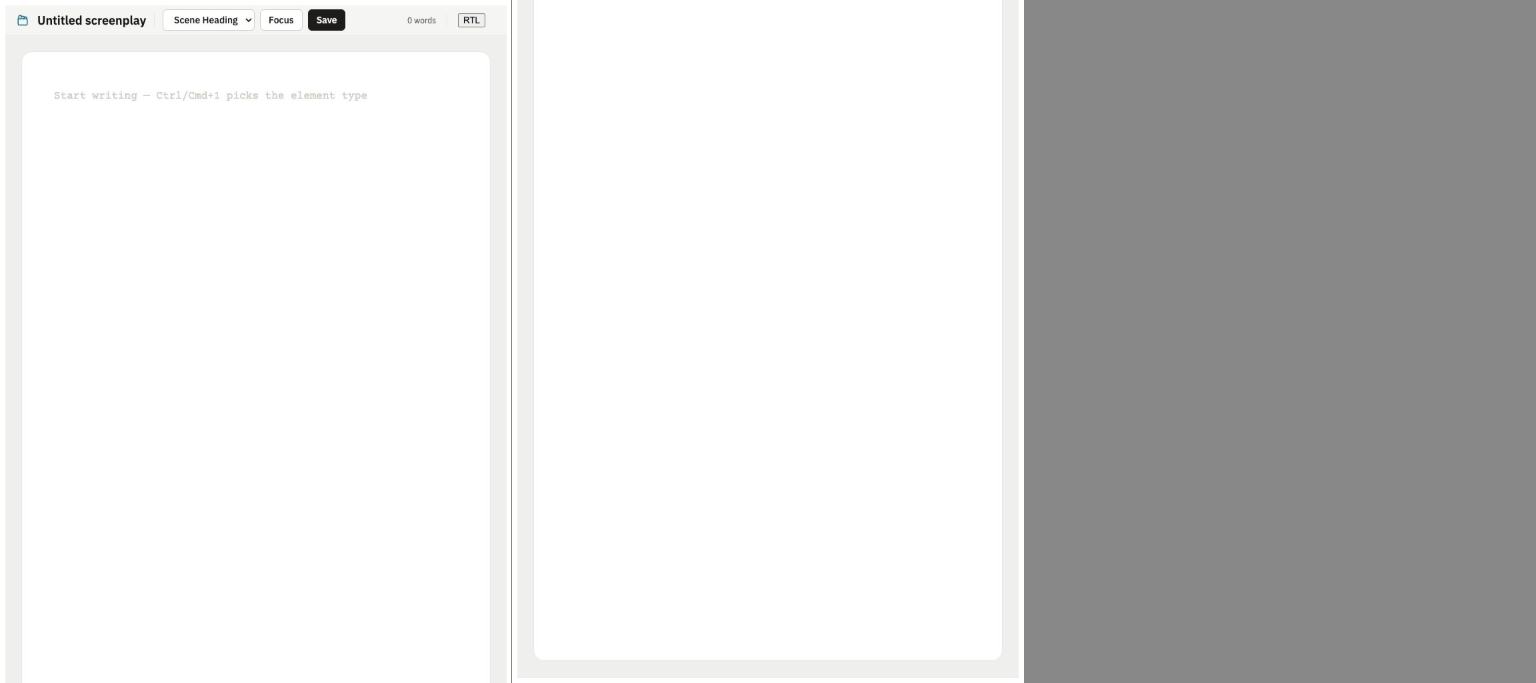 Untitled screenplay Scene Heading Focus Save 0 words RTL
Start writing — Ctrl/Cmd+1 picks the element type